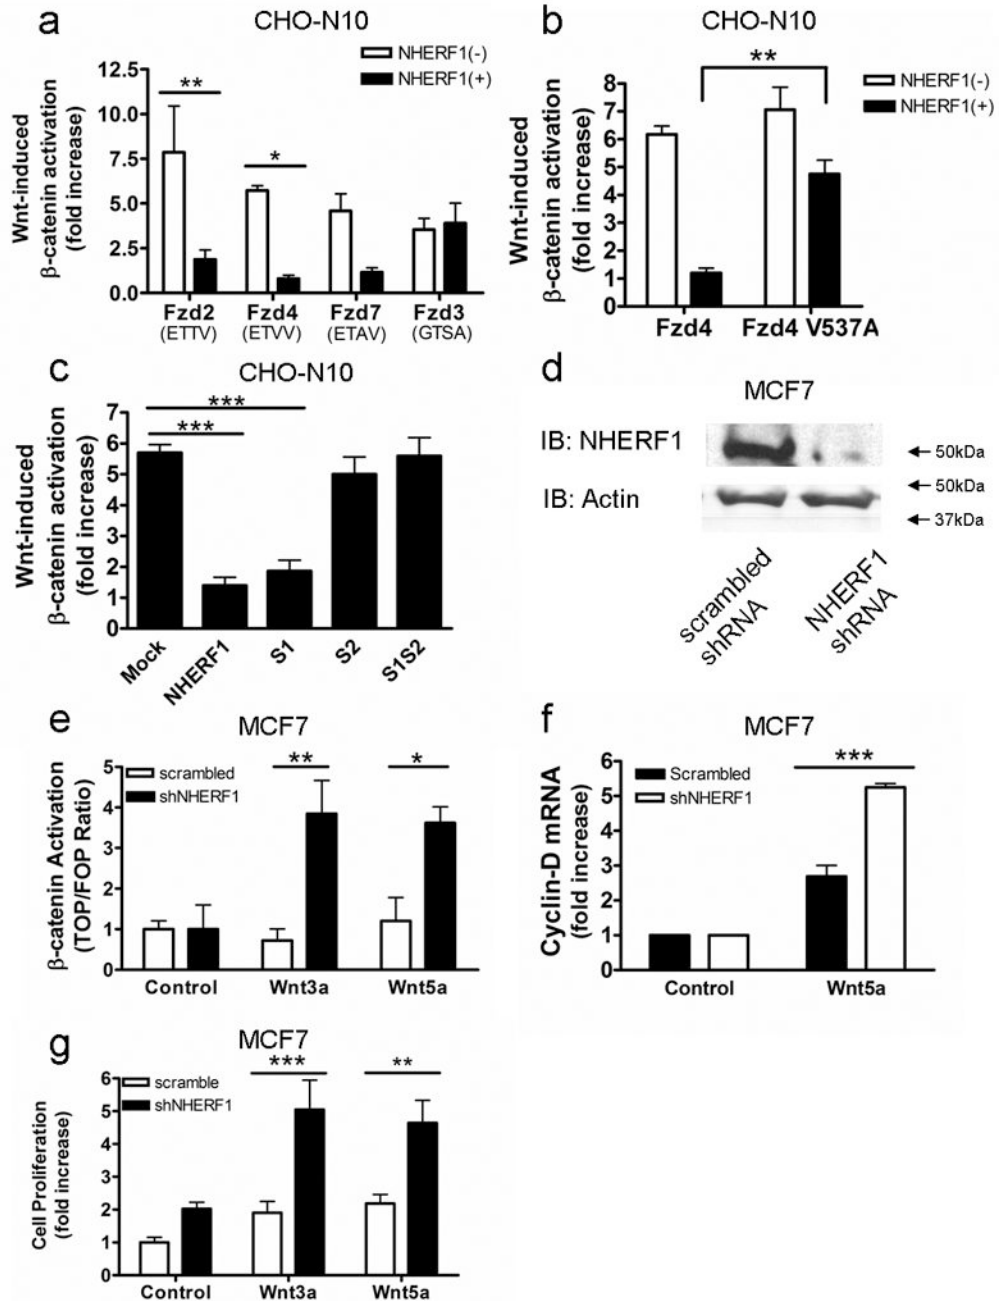 a
CHO-N10
NHERF1(-)
NHERF1(+)
Wnt-induced
β-catenin activation
(fold increase)
12.5
10.0
7.5
5.0
2.5
0.0
**
*
Fzd2 Fzd4 Fzd7 Fzd3
(ETTV) (ETVV) (ETAV) (GTSA)
b
CHO-N10
NHERF1(-)
NHERF1(+)
Wnt-induced
β-catenin activation
(fold increase)
8
7
6
5
4
3
2
1
0
**
Fzd4 Fzd4 V537A
c
CHO-N10
Wnt-induced
β-catenin activation
(fold increase)
7
6
5
4
3
2
1
0
***
***
Mock NHERF1 S1 S2 S1S2
d
MCF7
IB: NHERF1
50kDa
50kDa
IB: Actin
37kDa
scrambled
shRNA
NHERF1
shRNA
e
MCF7
scrambled
shNHERF1
β-catenin Activation
(TOP/FOP Ratio)
5
4
3
2
1
0
**
*
Control Wnt3a Wnt5a
f
MCF7
Scrambled
shNHERF1
Cyclin-D mRNA
(fold increase)
6
5
4
3
2
1
0
***
Control Wnt5a
g
MCF7
scramble
shNHERF1
Cell Proliferation
(fold increase)
6
5
4
3
2
1
0
***
**
Control Wnt3a Wnt5a